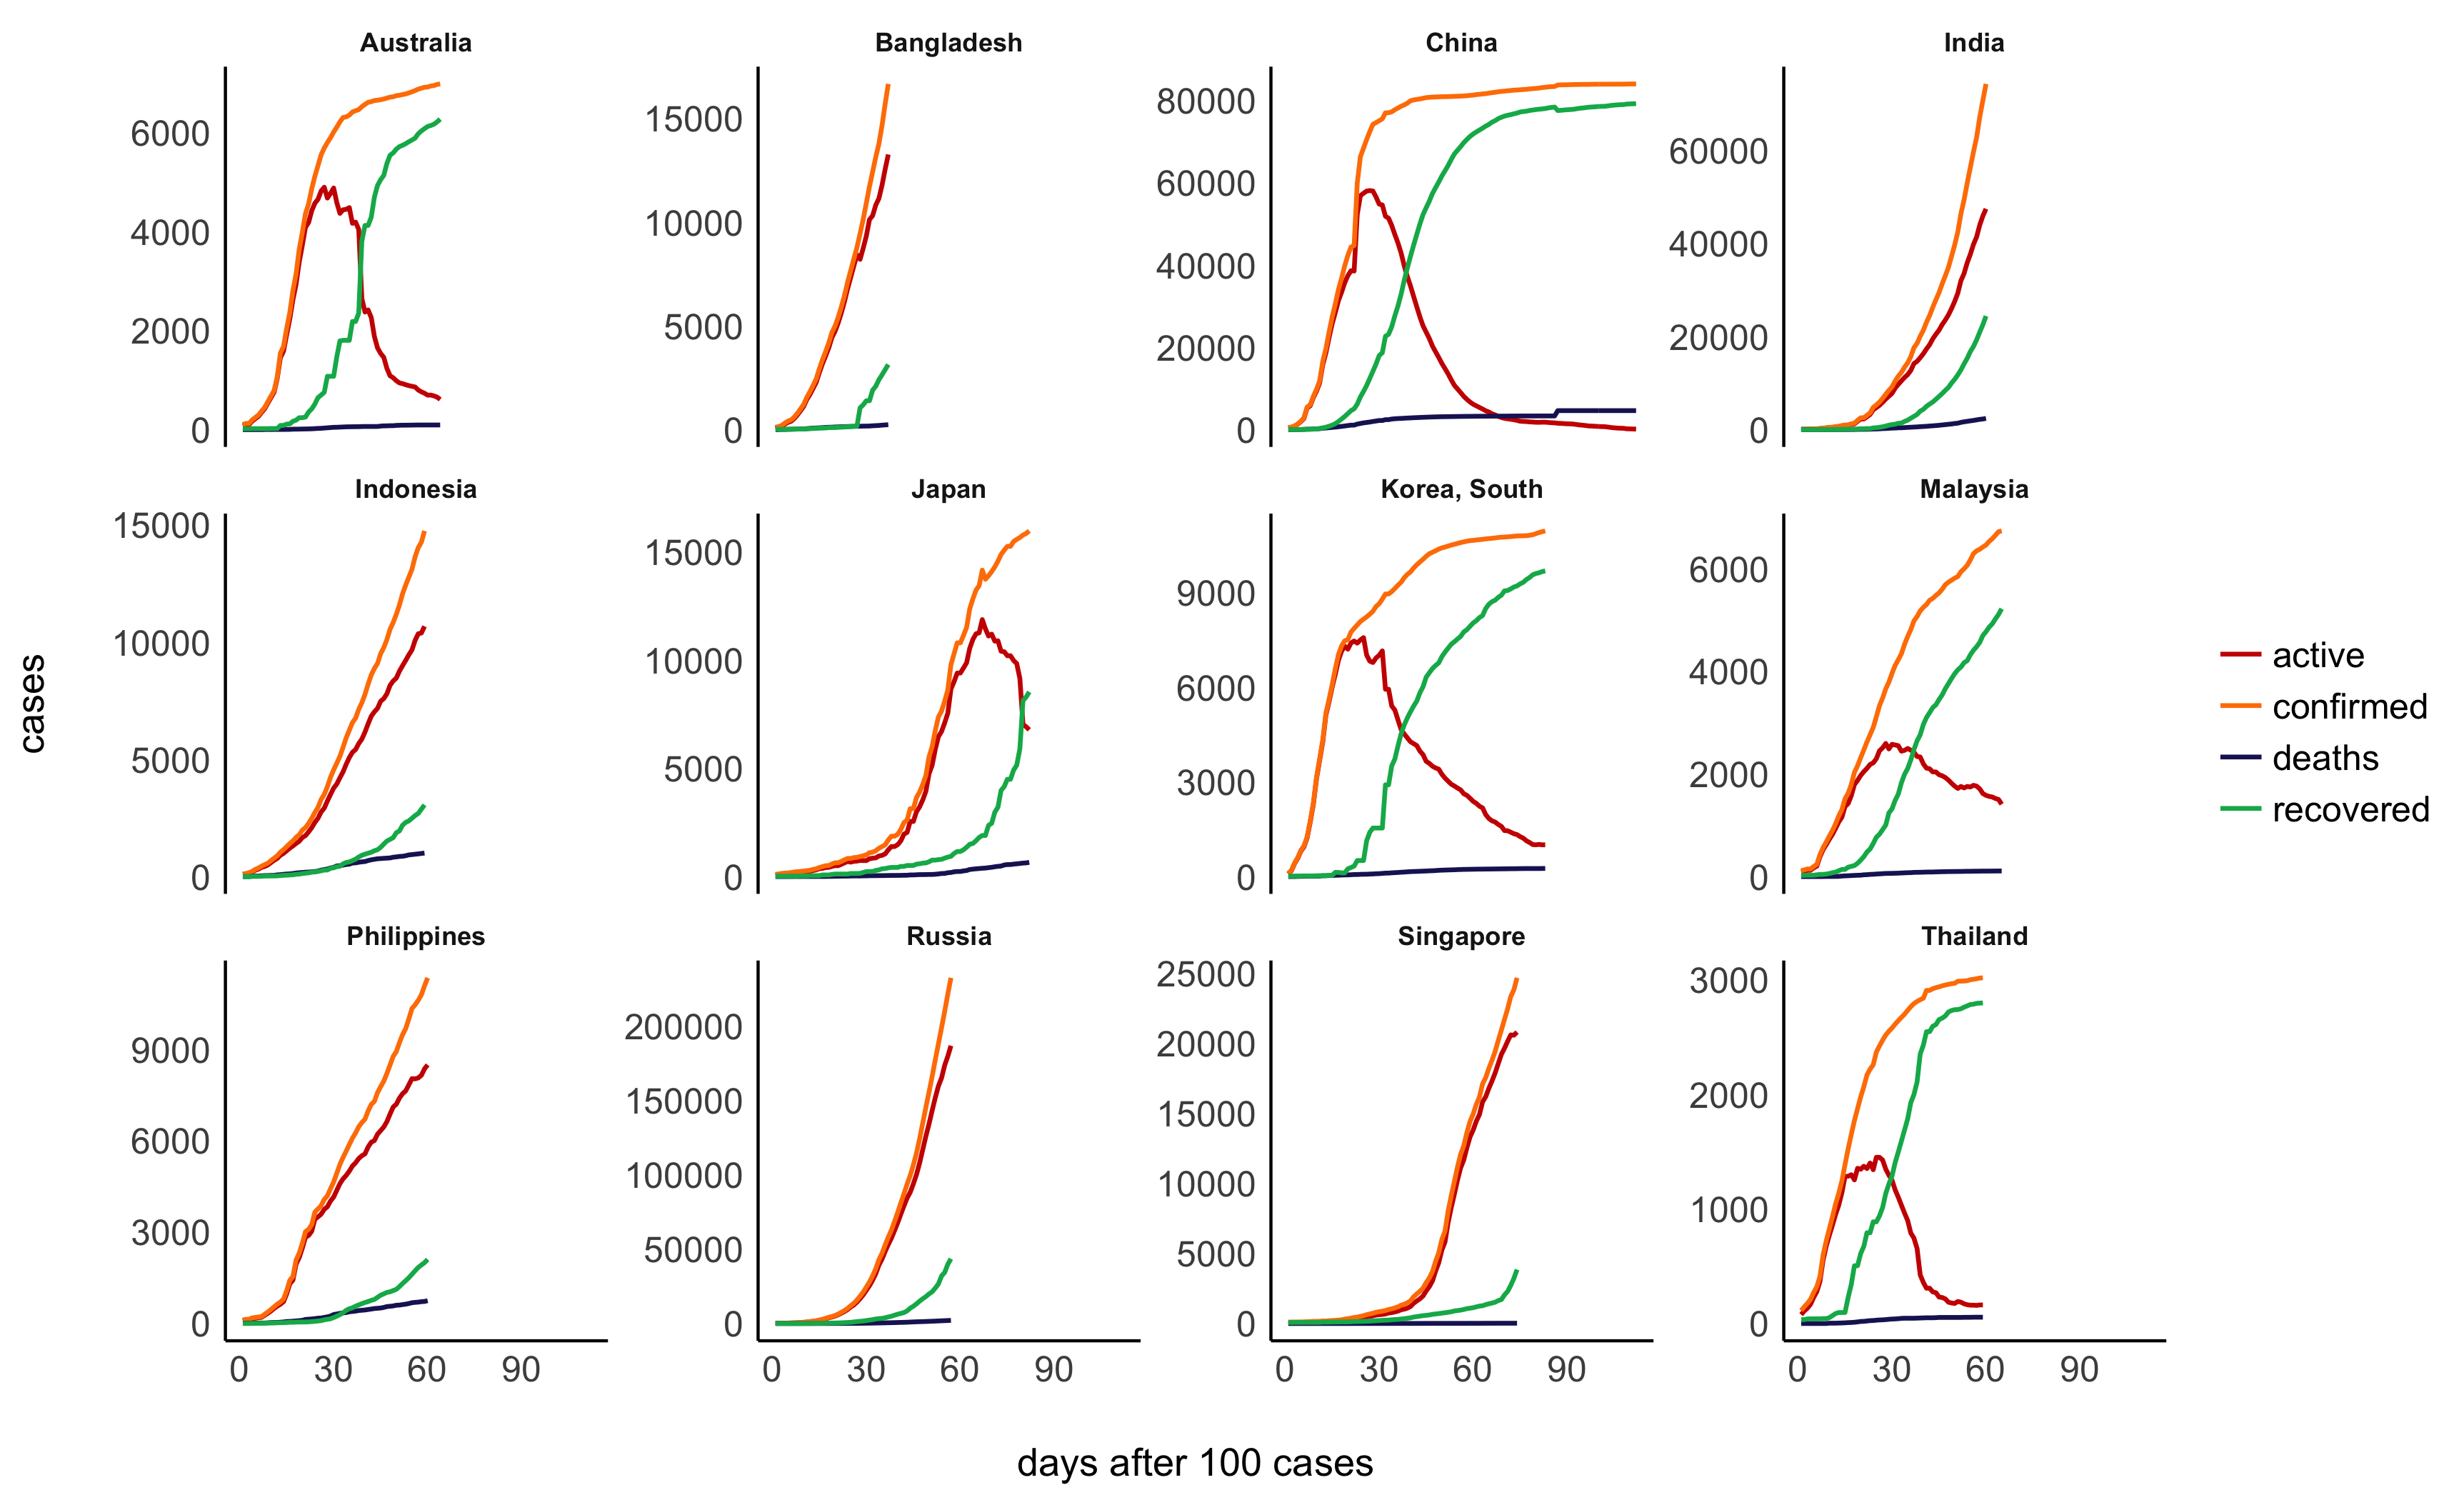 Australia
Bangladesh
China
India
6000
4000
2000
0
15000
10000
5000
0
80000
60000
40000
20000
0
60000
40000
20000
0
Indonesia
Japan
Korea, South
Malaysia
15000
10000
5000
0
15000
10000
5000
0
9000
6000
3000
0
6000
4000
2000
0
Philippines
Russia
Singapore
Thailand
9000
6000
3000
0
200000
150000
100000
50000
0
25000
20000
15000
10000
5000
0
3000
2000
1000
0
0 30 60 90
0 30 60 90
0 30 60 90
0 30 60 90
days after 100 cases
cases
active
confirmed
deaths
recovered